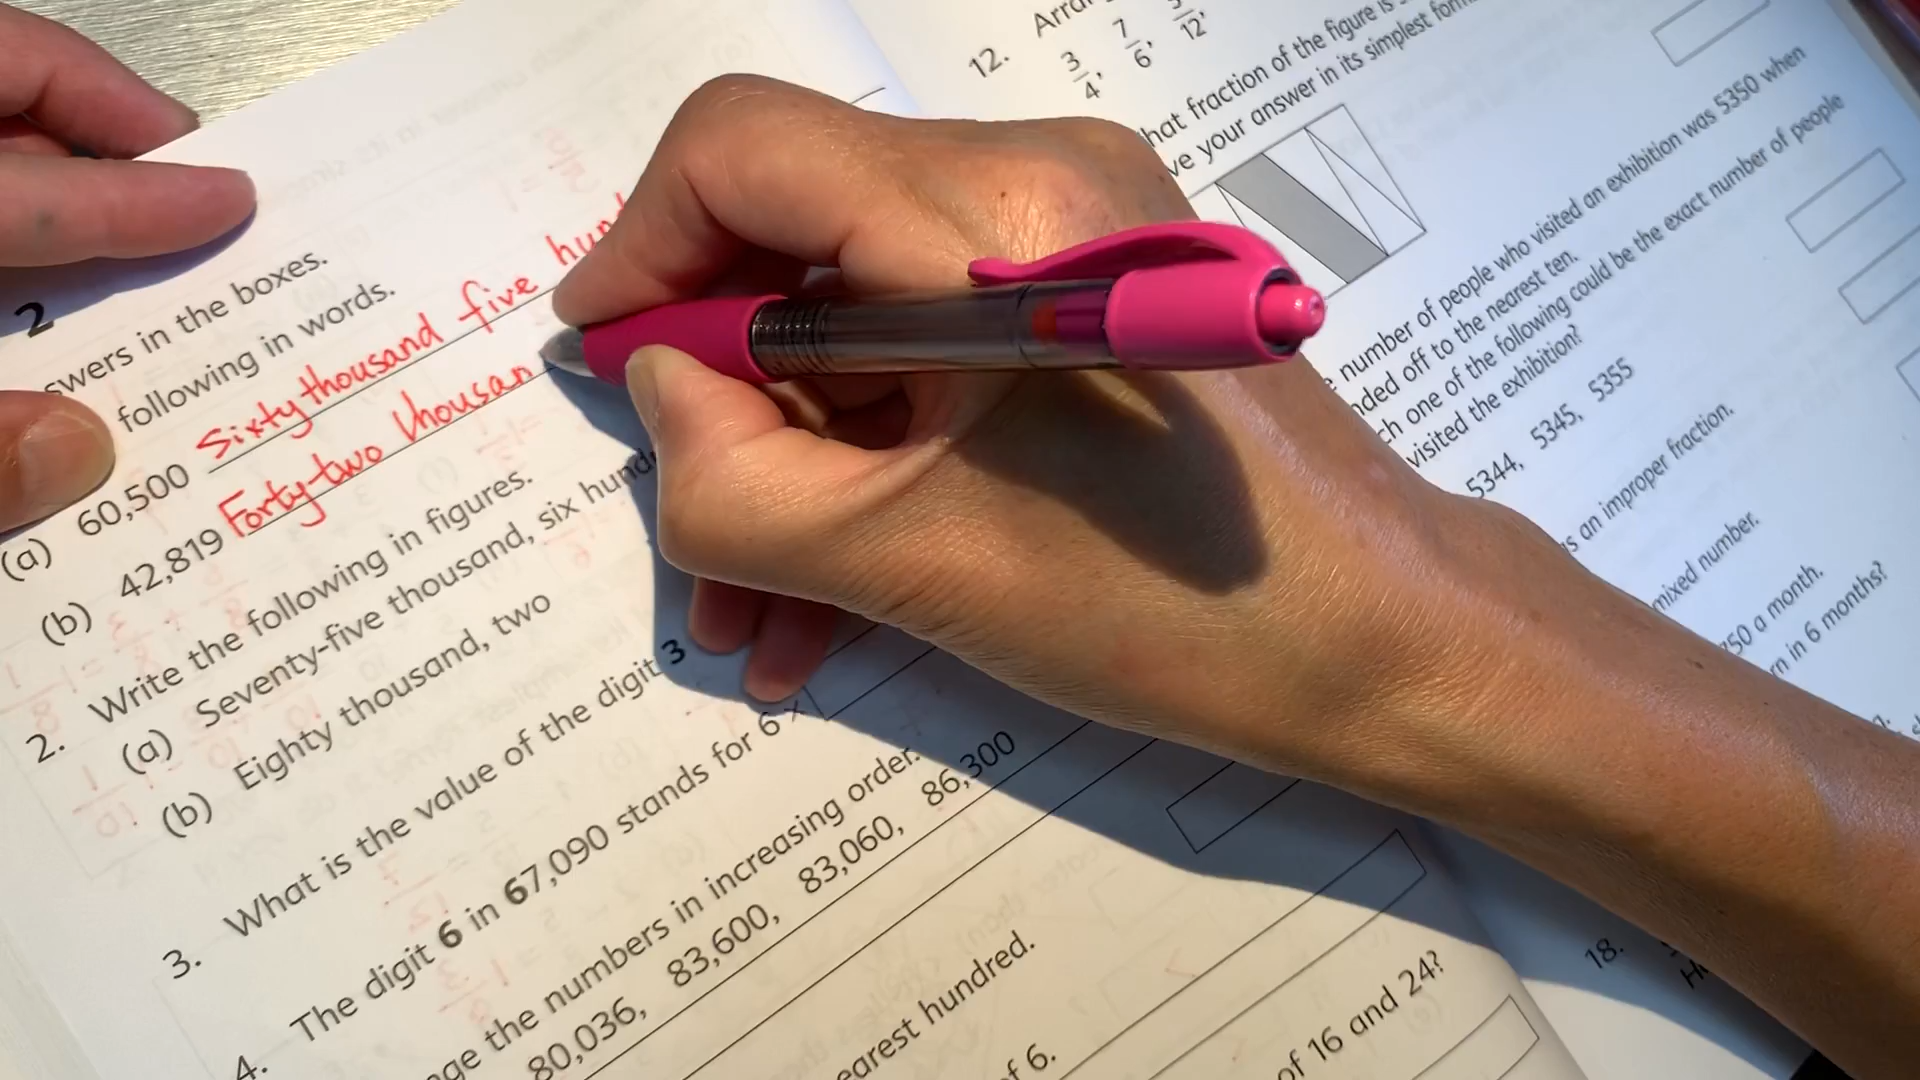 2
swers in the boxes.
following in words.
(a) 60,500 Sixty thousand five
(b) 42,819 Forty-two thousan
2. Write the following in figures.
(a) Seventy-five thousand, six
(b) Eighty thousand, two
3. What is the value of the digit 3
4. The digit 6 in 67,090 stands for 6 ×
the numbers in increasing order.
80,036, 83,600, 83,060, 86,300
earest hundred.
of 6.
of 16 and 24?
12.
3/4, 7/6, /12,
hat fraction of the figure is
ve your answer in its simplest form.
number of people who visited an exhibition was 5350 when
nded off to the nearest ten.
ch one of the following could be the exact number of people
visited the exhibition?
5344, 5345, 5355
as an improper fraction.
mixed number.
750 a month.
rn in 6 months?
18.